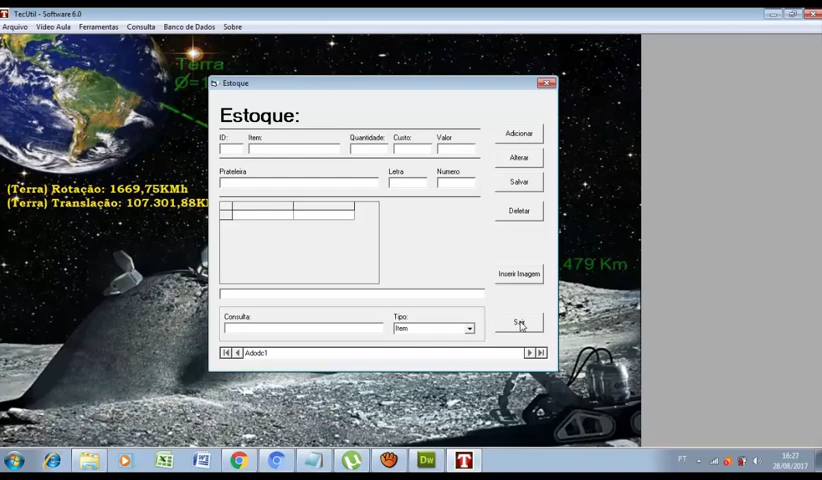 TecUtil - Software 6.0
Arquivo Vídeo Aula Ferramentas Consulta Banco de Dados Sobre
Terra
Estoque
Estoque:
ID: Item: Quantidade: Custo: Valor
Adicionar
Alterar
Prateleira Letra Numero
Salvar
(Terra) Rotação: 1669,75KMh
(Terra) Translação: 107.301,88K
Deletar
479 Km
Inserir Imagem
Consulta: Tipo:
Item
Sair
Adodc1
PT
16:27
28/08/2017